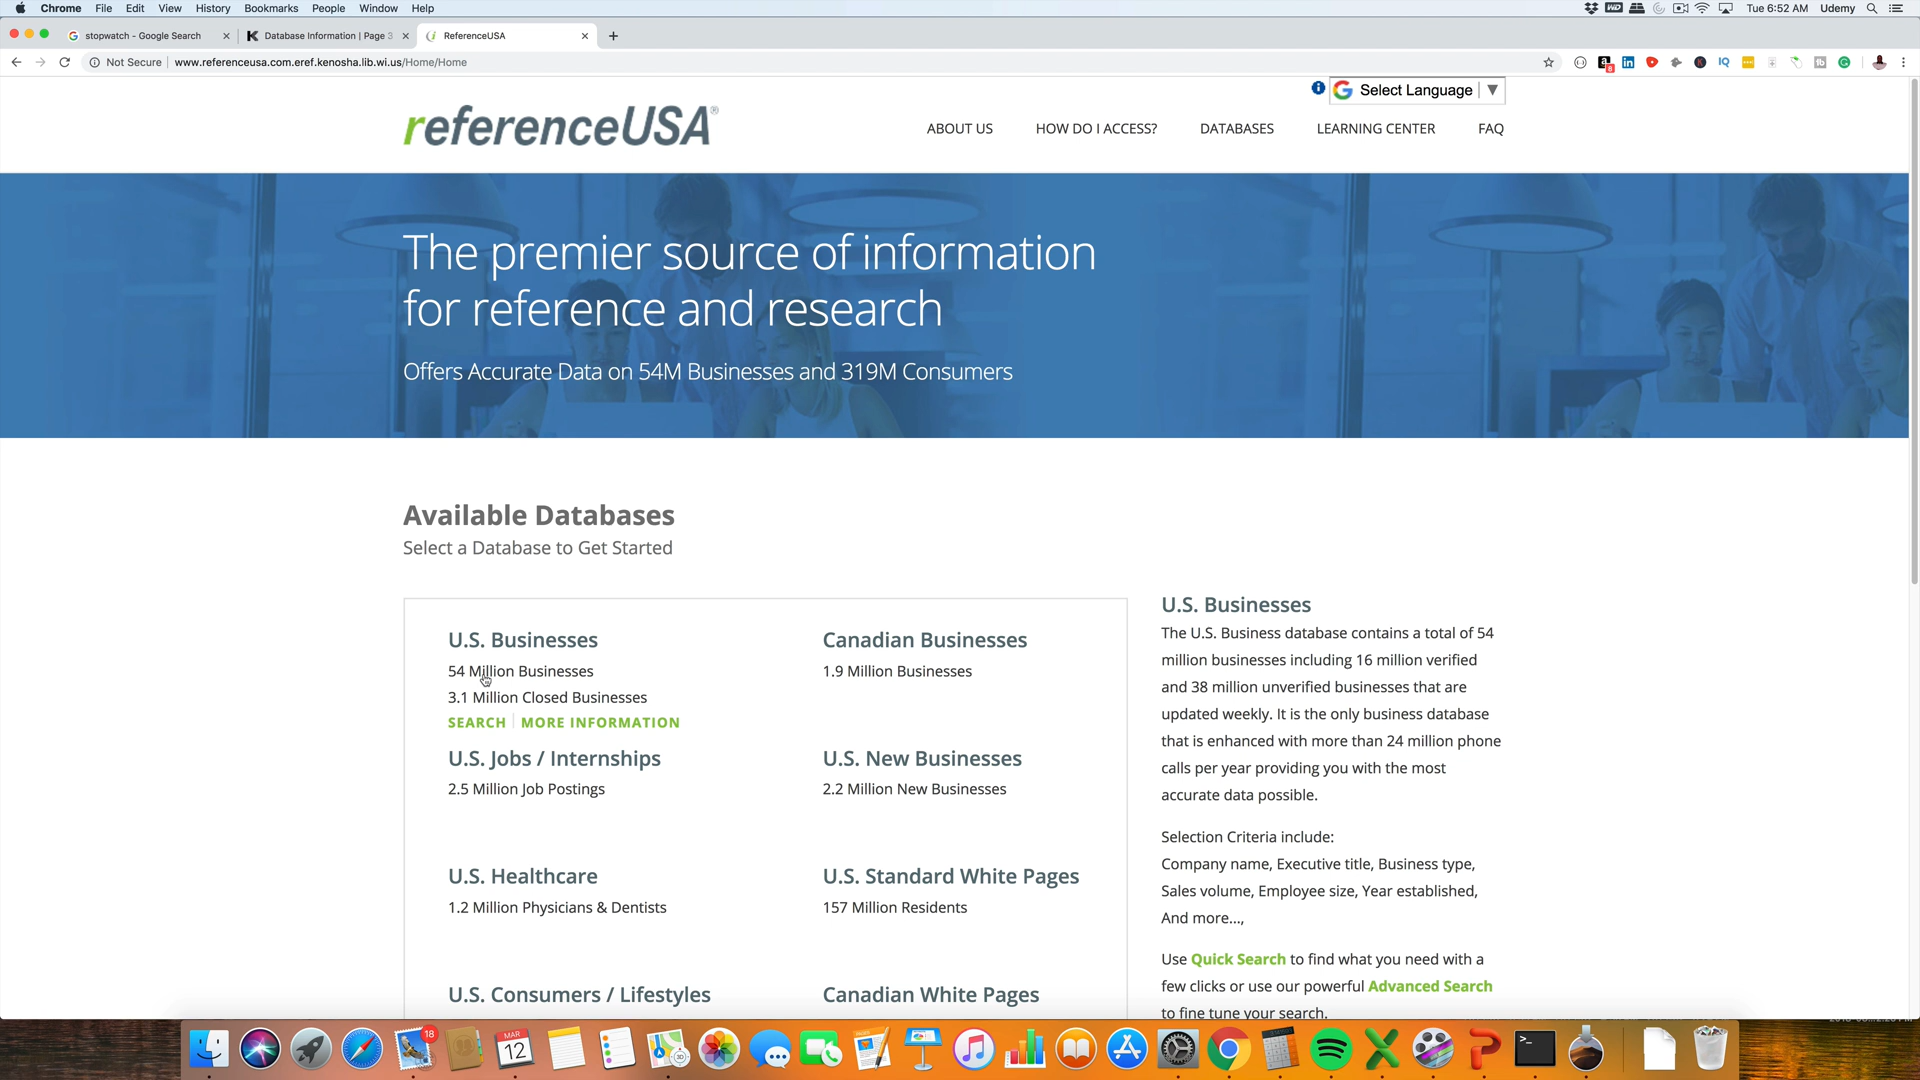 Chrome File Edit View History Bookmarks People Window Help
Tue 6:52 AM Udemy
stopwatch - Google Search
Database Information | Page 3
ReferenceUSA
Not Secure | www.referenceusa.com.eref.kenosha.lib.wi.us/Home/Home
Select Language
referenceUSA®
ABOUT US
HOW DO I ACCESS?
DATABASES
LEARNING CENTER
FAQ
The premier source of information
for reference and research
Offers Accurate Data on 54M Businesses and 319M Consumers
Available Databases
Select a Database to Get Started
U.S. Businesses
54 Million Businesses
3.1 Million Closed Businesses
SEARCH | MORE INFORMATION
Canadian Businesses
1.9 Million Businesses
U.S. Jobs / Internships
2.5 Million Job Postings
U.S. New Businesses
2.2 Million New Businesses
U.S. Healthcare
1.2 Million Physicians & Dentists
U.S. Standard White Pages
157 Million Residents
U.S. Consumers / Lifestyles
Canadian White Pages
U.S. Businesses
The U.S. Business database contains a total of 54
million businesses including 16 million verified
and 38 million unverified businesses that are
updated weekly. It is the only business database
that is enhanced with more than 24 million phone
calls per year providing you with the most
accurate data possible.
Selection Criteria include:
Company name, Executive title, Business type,
Sales volume, Employee size, Year established,
And more...,
Use Quick Search to find what you need with a
few clicks or use our powerful Advanced Search
to fine tune your search.
18
MAR
12